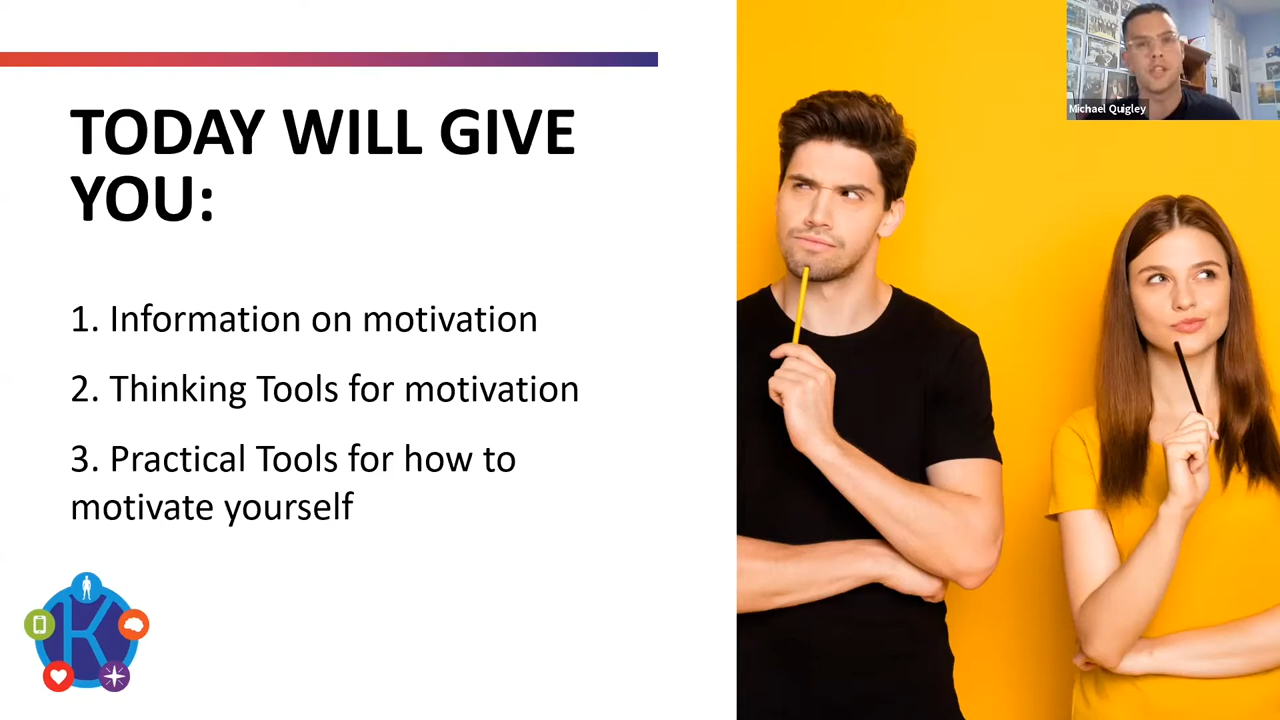 TODAY WILL GIVE
YOU:
1. Information on motivation
2. Thinking Tools for motivation
3. Practical Tools for how to
motivate yourself
K
Michael Quigley